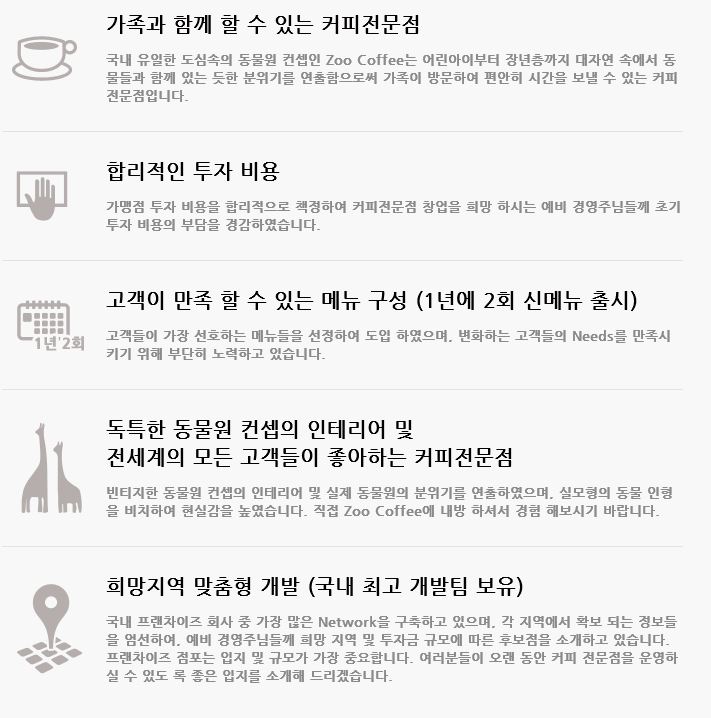 가족과 함께 할 수 있는 커피전문점
국내 유일한 도심속의 동물원 컨셉인 Zoo Coffee는 어린아이부터 장년층까지 대자연 속에서 동
물들과 함께 있는 듯한 분위기를 연출함으로써 가족이 방문하여 편안히 시간을 보낼 수 있는 커피
전문점입니다.
합리적인 투자 비용
가맹점 투자 비용을 합리적으로 책정하여 커피전문점 창업을 희망 하시는 예비 경영주님들께 초기
투자 비용의 부담을 경감하였습니다.
고객이 만족 할 수 있는 메뉴 구성 (1년에 2회 신메뉴 출시)
1년'2회
고객들이 가장 선호하는 메뉴들을 선정하여 도입 하였으며, 변화하는 고객들의 Needs를 만족시
키기 위해 부단히 노력하고 있습니다.
독특한 동물원 컨셉의 인테리어 및
전세계의 모든 고객들이 좋아하는 커피전문점
빈티지한 동물원 컨셉의 인테리어 및 실제 동물원의 분위기를 연출하였으며, 실모형의 동물 인형
을 비치하여 현실감을 높였습니다. 직접 Zoo Coffee에 내방 하셔서 경험 해보시기 바랍니다.
희망지역 맞춤형 개발 (국내 최고 개발팀 보유)
국내 프랜차이즈 회사 중 가장 많은 Network을 구축하고 있으며, 각 지역에서 확보 되는 정보들
을 엄선하여, 예비 경영주님들께 희망 지역 및 투자금 규모에 따른 후보점을 소개하고 있습니다.
프랜차이즈 점포는 입지 및 규모가 가장 중요합니다. 여러분들이 오랜 동안 커피 전문점을 운영하
실 수 있도 록 좋은 입지를 소개해 드리겠습니다.